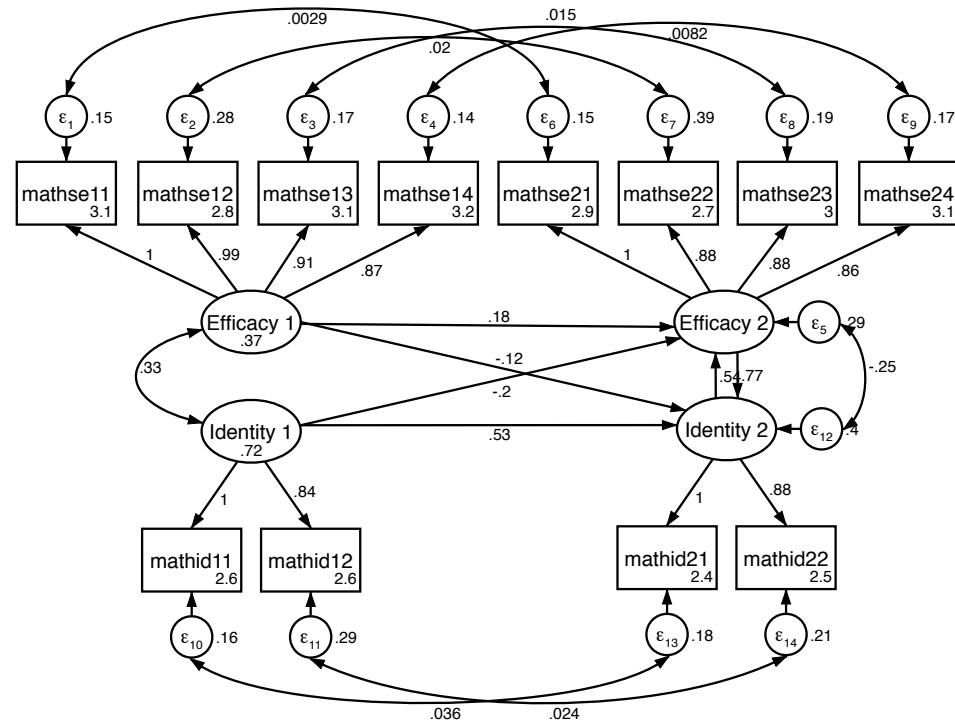 .0029
.015
.02
.0082
ε1 .15
ε2 .28
ε3 .17
ε4 .14
ε6 .15
ε7 .39
ε8 .19
ε9 .17
mathse11 3.1
mathse12 2.8
mathse13 3.1
mathse14 3.2
mathse21 2.9
mathse22 2.7
mathse23 3
mathse24 3.1
1
.99
.91
.87
1
.88
.88
.86
Efficacy 1 .37
.18
Efficacy 2
ε5 .29
.33
-.12
-.2
.54
.77
-.25
Identity 1 .72
.53
Identity 2
ε12 .4
1
.84
1
.88
mathid11 2.6
mathid12 2.6
mathid21 2.4
mathid22 2.5
ε10 .16
ε11 .29
ε13 .18
ε14 .21
.036
.024